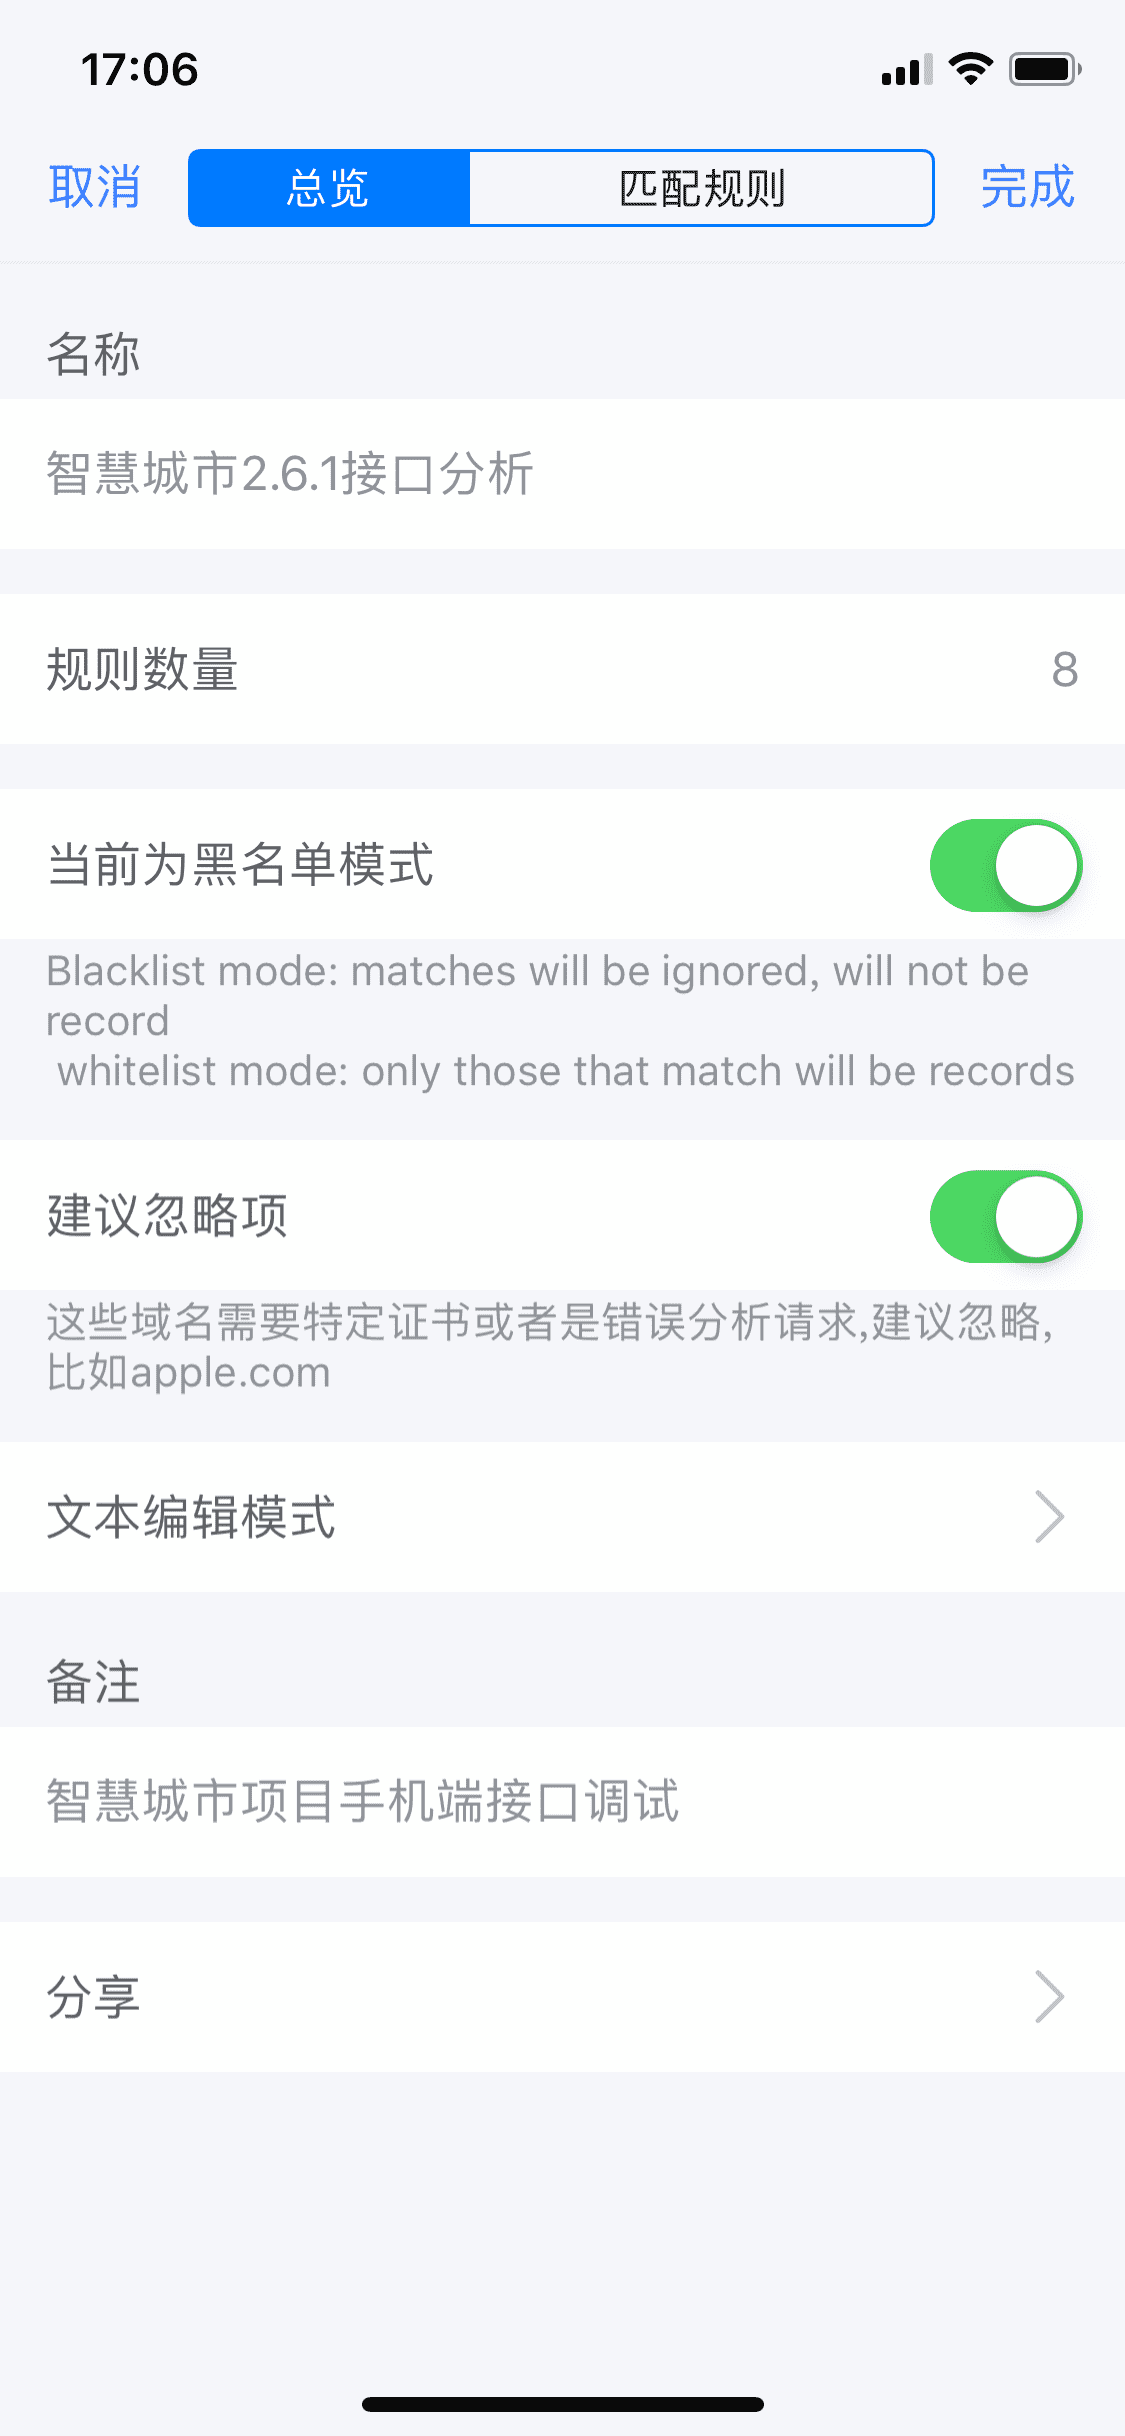 17:06
取消 总览 匹配规则 完成
名称
智慧城市2.6.1接口分析
规则数量 8
当前为黑名单模式
Blacklist mode: matches will be ignored, will not be
record
whitelist mode: only those that match will be records
建议忽略项
这些域名需要特定证书或者是错误分析请求,建议忽略,
比如apple.com
文本编辑模式
备注
智慧城市项目手机端接口调试
分享